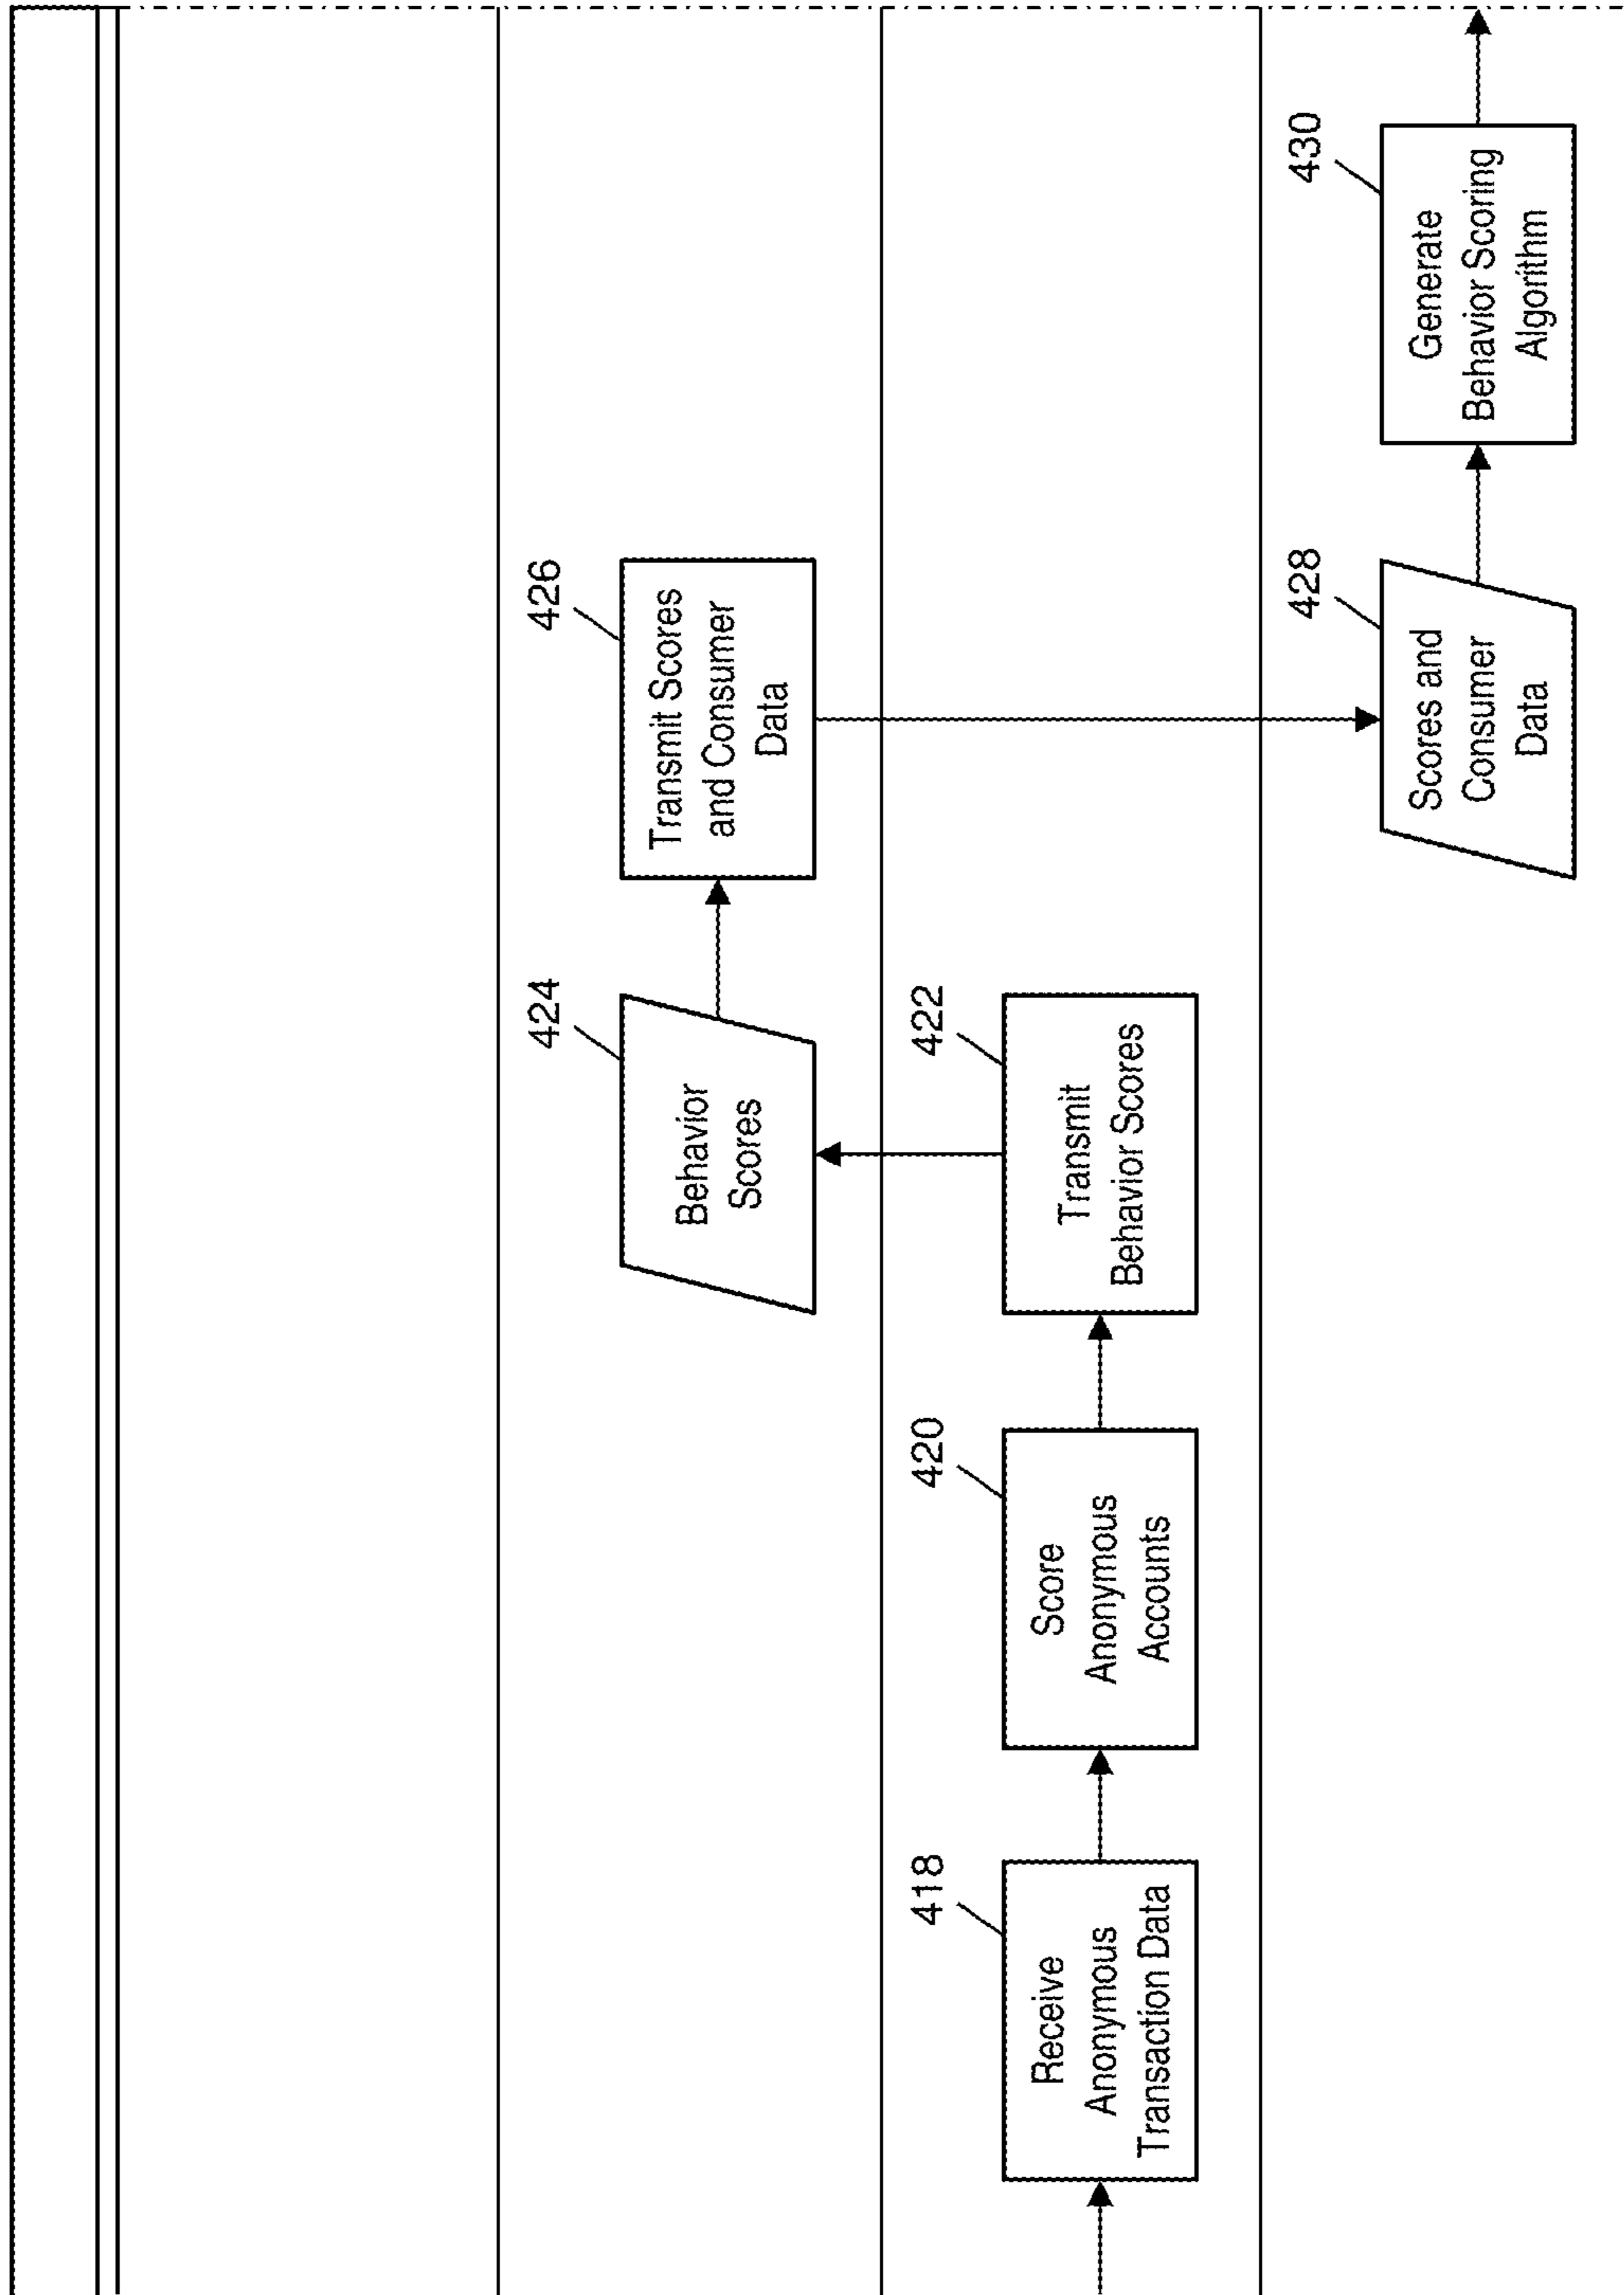 424
Behavior
Scores
426
Transmit Scores
and Consumer
Data
418
Receive
Anonymous
Transaction Data
420
Score
Anonymous
Accounts
422
Transmit
Behavior Scores
428
Scores and
Consumer
Data
430
Generate
Behavior Scoring
Algorithm